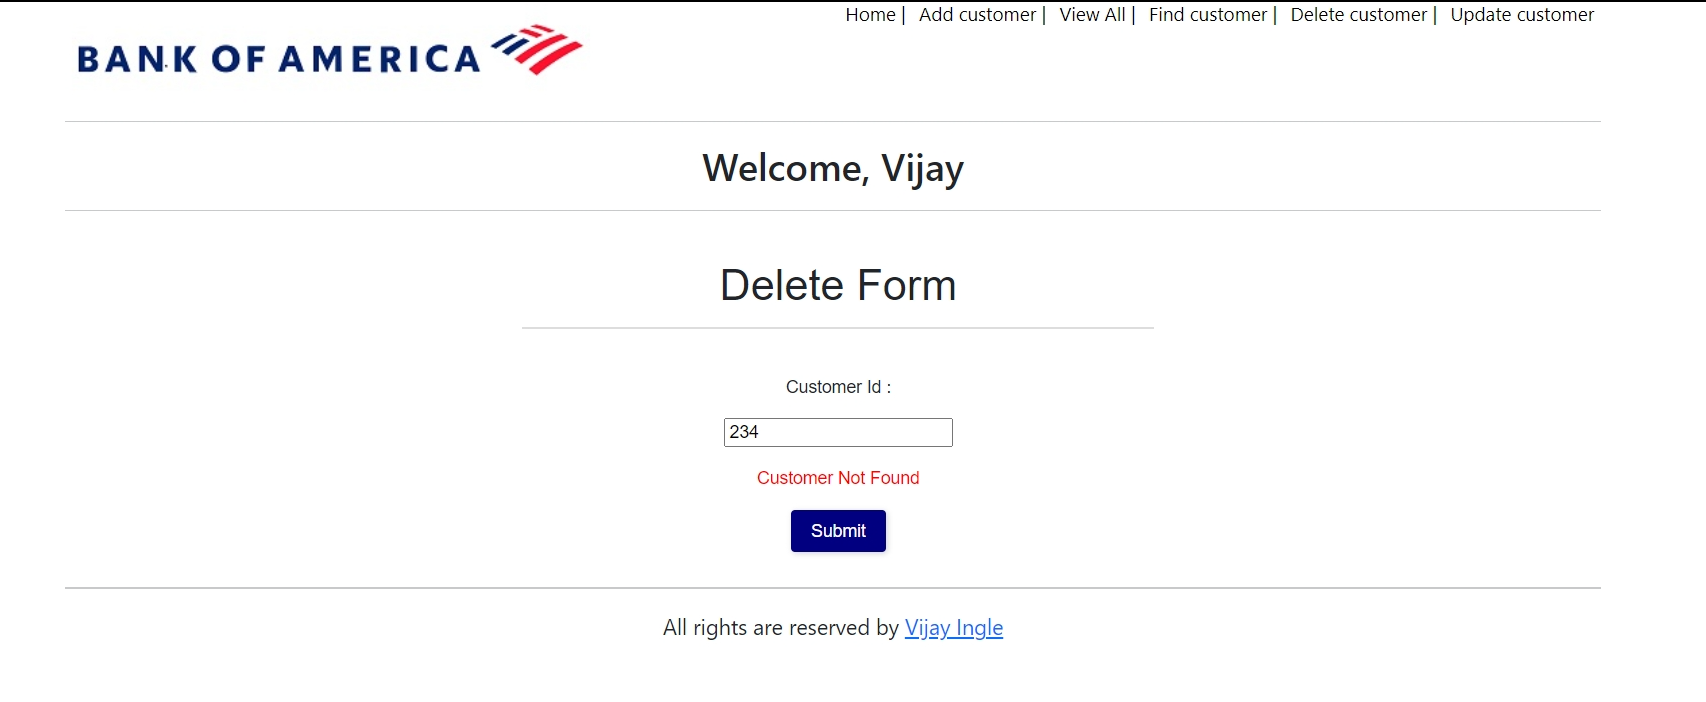 Home | Add customer | View All | Find customer | Delete customer | Update customer
BANK OF AMERICA
Welcome, Vijay
Delete Form
Customer Id :
234
Customer Not Found
Submit
All rights are reserved by Vijay Ingle